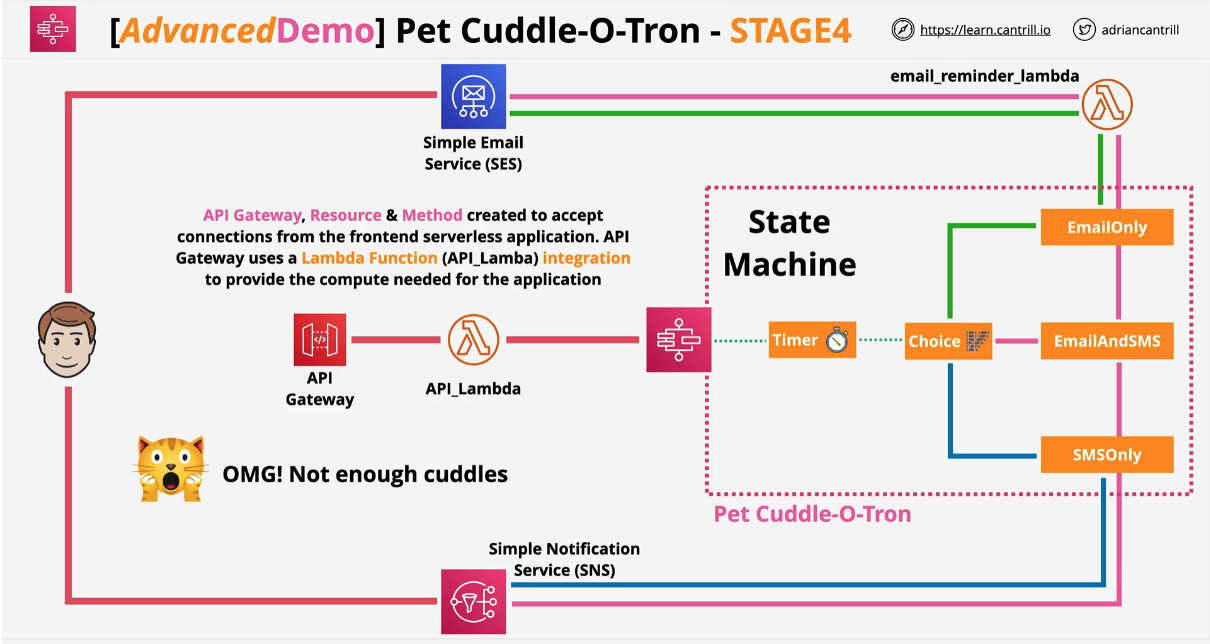 [AdvancedDemo] Pet Cuddle-O-Tron - STAGE4
https://learn.cantrill.io
adriancantrill
email_reminder_lambda
Simple Email
Service (SES)
API Gateway, Resource & Method created to accept
connections from the frontend serverless application. API
Gateway uses a Lambda Function (API_Lamba) integration
to provide the compute needed for the application
State
Machine
EmailOnly
Timer
Choice
EmailAndSMS
API
Gateway
API_Lambda
SMSOnly
OMG! Not enough cuddles
Pet Cuddle-O-Tron
Simple Notification
Service (SNS)